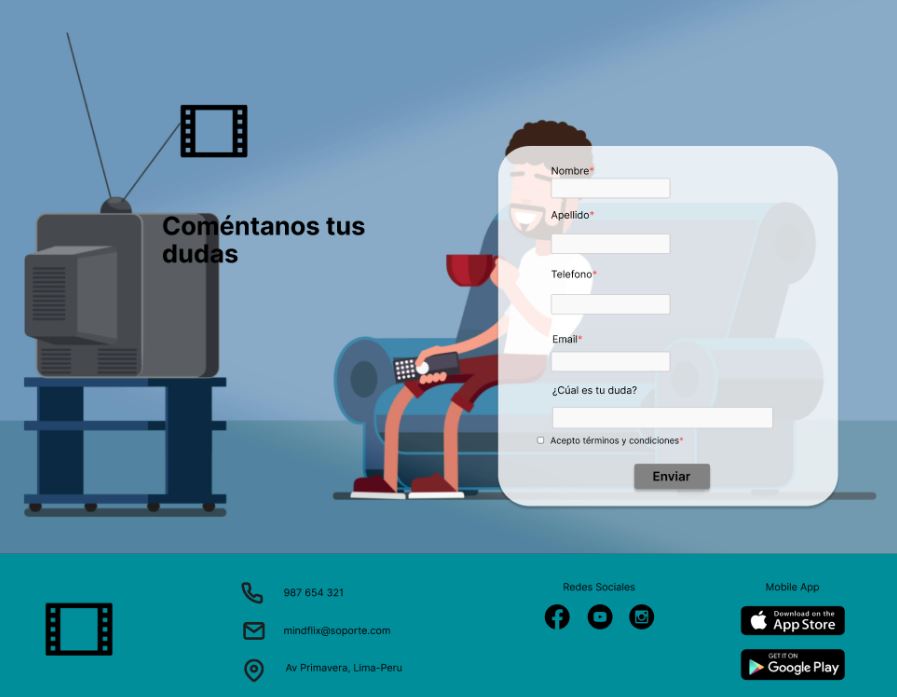 Coméntanos tus
dudas
Nombre*
Apellido*
Telefono*
Email*
¿Cúal es tu duda?
Acepto términos y condiciones*
Enviar
987 654 321
mindflix@soporte.com
Av Primavera, Lima-Peru
Redes Sociales
Mobile App
Download on the
App Store
GET IT ON
Google Play